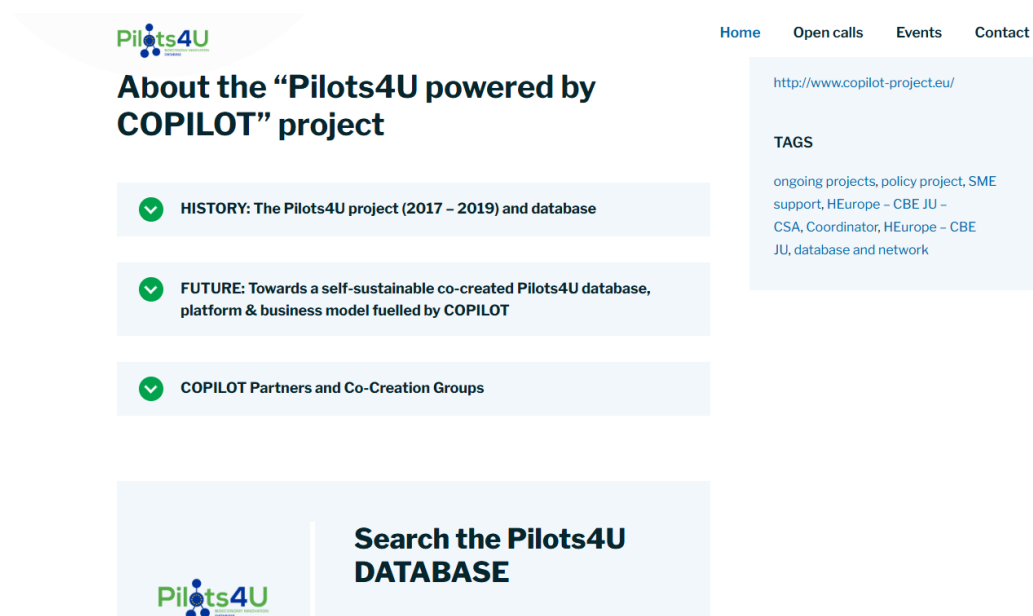 Pilots4U
Home
Open calls
Events
Contact
About the “Pilots4U powered by
COPILOT” project
HISTORY: The Pilots4U project (2017 – 2019) and database
FUTURE: Towards a self-sustainable co-created Pilots4U database,
platform & business model fuelled by COPILOT
COPILOT Partners and Co-Creation Groups
http://www.copilot-project.eu/
TAGS
ongoing projects, policy project, SME
support, HEurope – CBE JU –
CSA, Coordinator, HEurope – CBE
JU, database and network
Pilots4U
Search the Pilots4U
DATABASE